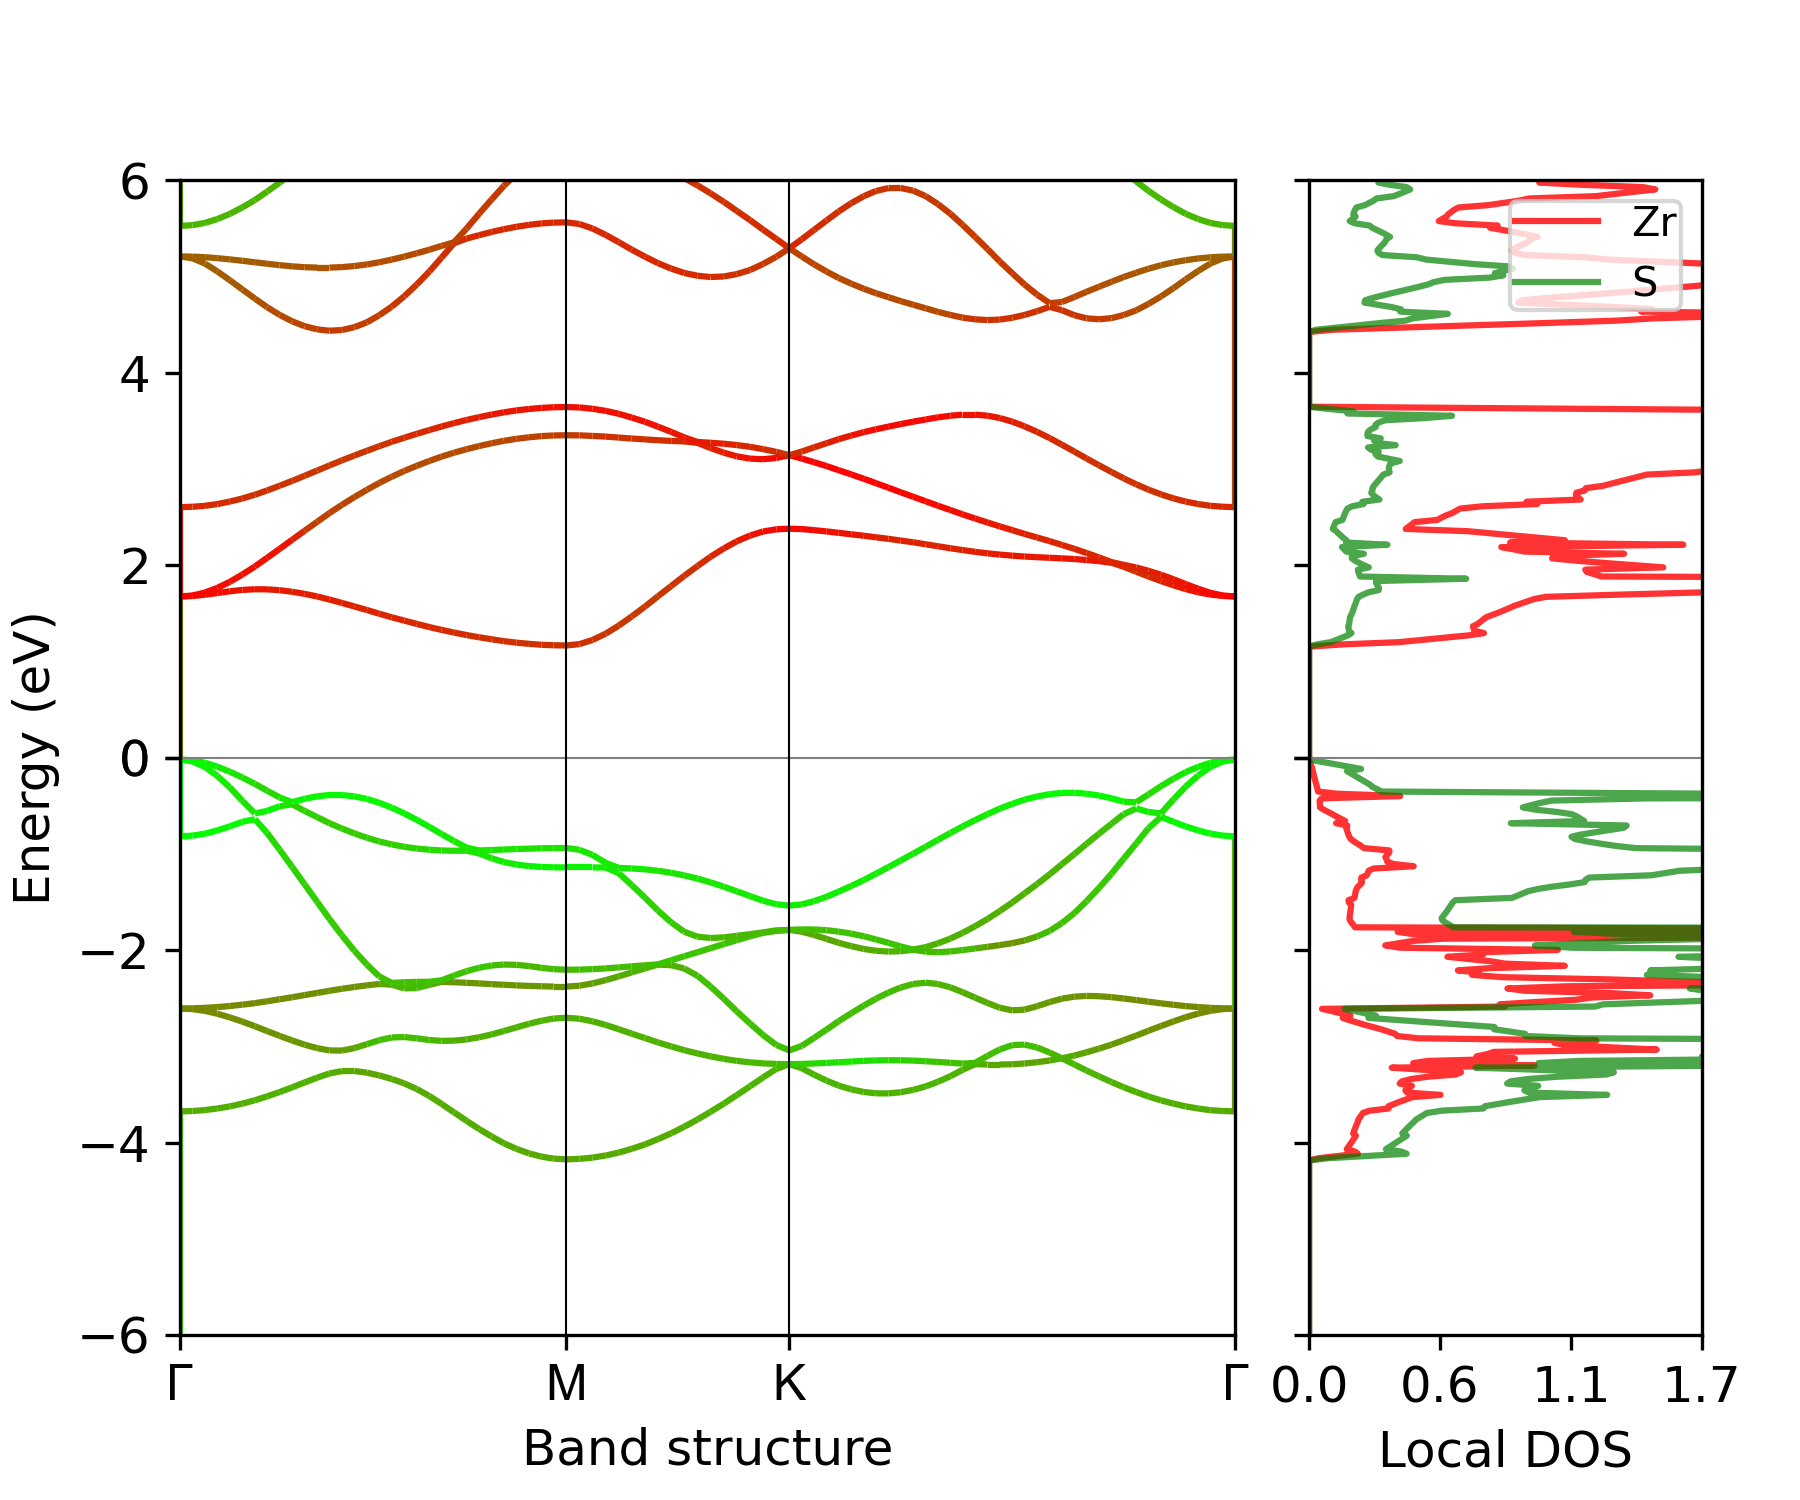 Energy (eV)
6
4
2
0
−2
−4
−6
Γ M K Γ
Band structure
Zr
S
0.0 0.6 1.1 1.7
Local DOS